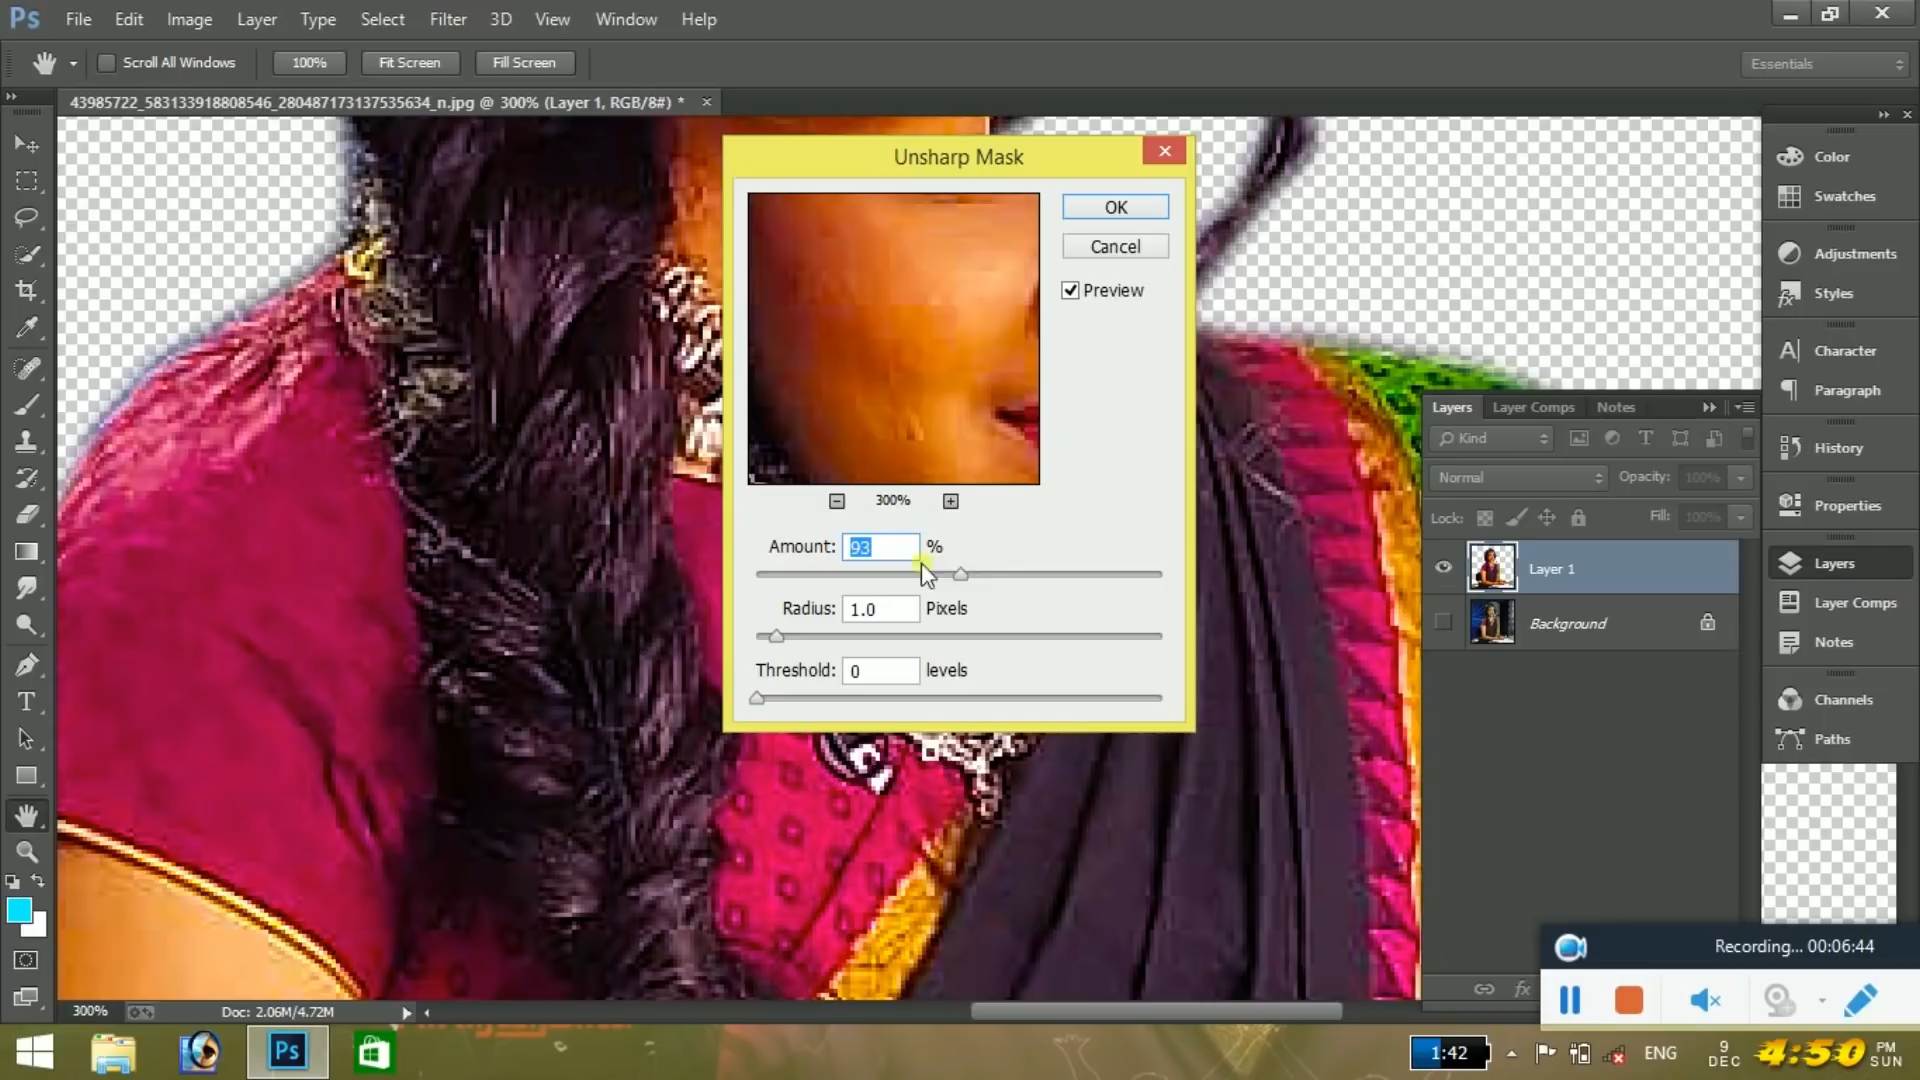 Ps File Edit Image Layer Type Select Filter 3D View Window Help
Scroll All Windows 100% Fit Screen Fill Screen Essentials
43985722_583133918808546_280487173137535634_n.jpg @ 300% (Layer 1, RGB/8#) *
Unsharp Mask
OK
Cancel
Preview
300%
Amount: 93 %
Radius: 1.0 Pixels
Threshold: 0 levels
Color
Swatches
Adjustments
Styles
Character
Paragraph
History
Properties
Layers
Layer Comps
Notes
Channels
Paths
Layers Layer Comps Notes
Kind
Normal Opacity: 100%
Lock: Fill: 100%
Layer 1
Background
fx
Recording... 00:06:44
300% Doc: 2.06M/4.72M
Ps
1:42 ENG 9 DEC 4:50 PM SUN